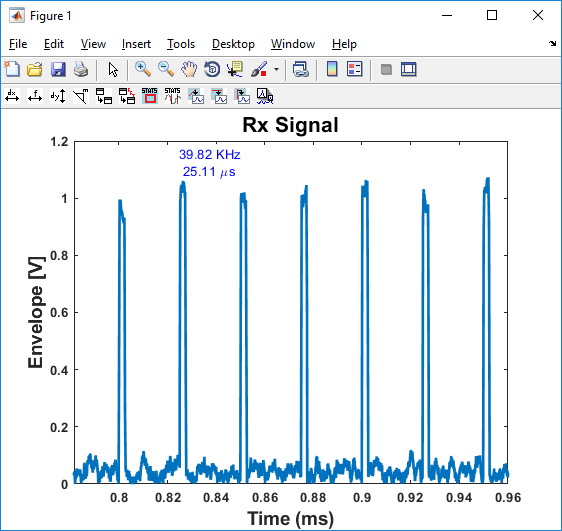 Figure 1
File Edit View Insert Tools Desktop Window Help
STATS STATS
Rx Signal
39.82 KHz
25.11 μs
1.2
1
0.8
0.6
0.4
0.2
0
Envelope [V]
0.8 0.82 0.84 0.86 0.88 0.9 0.92 0.94 0.96
Time (ms)